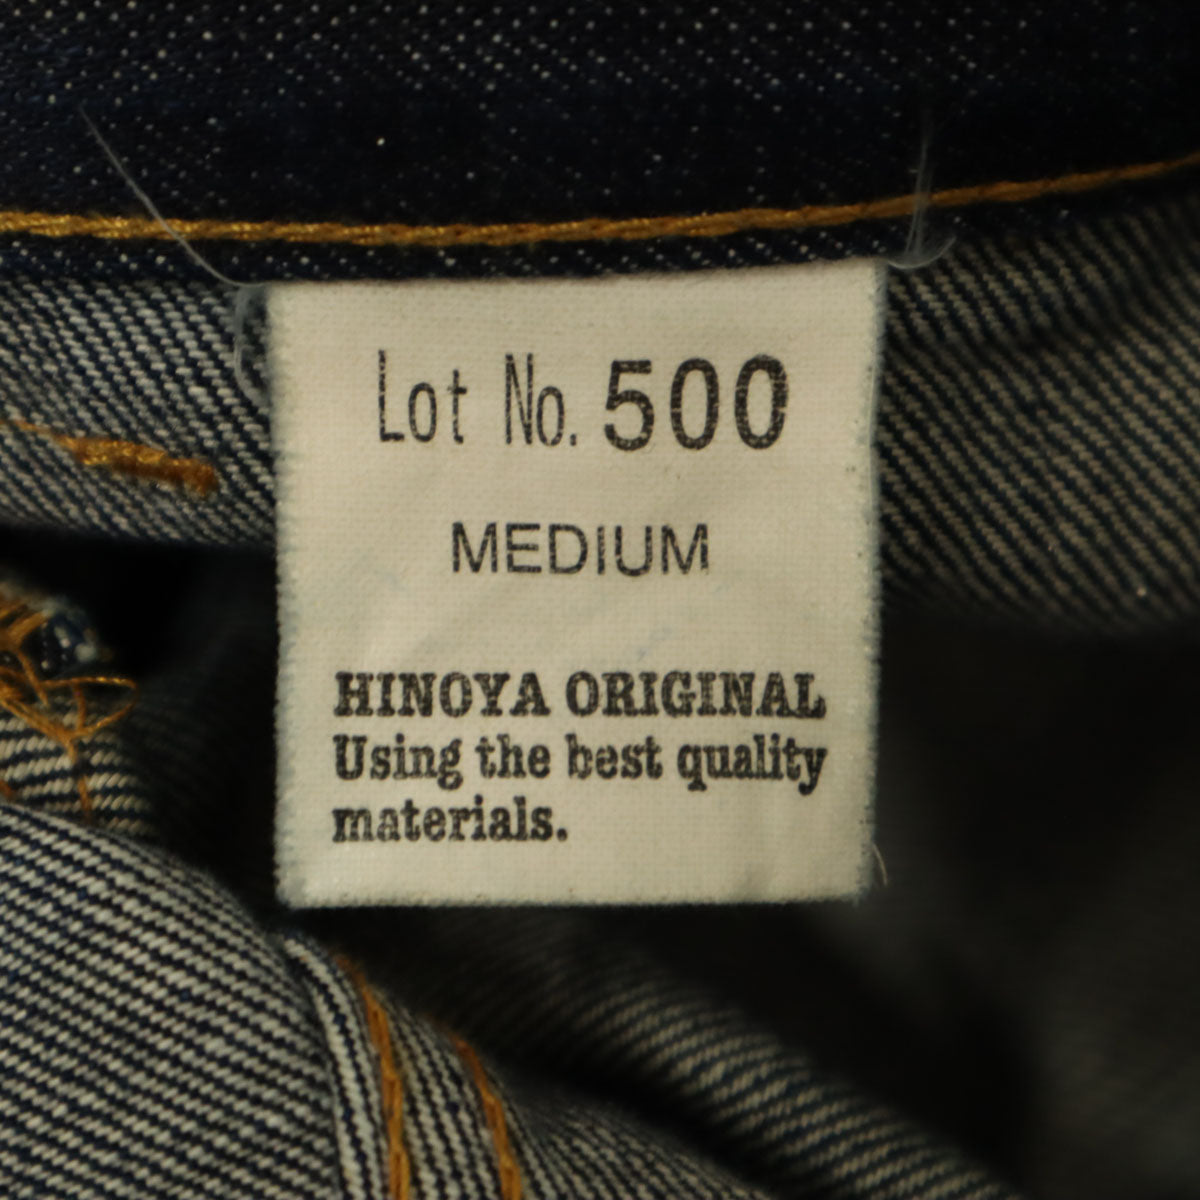 Lot No. 500
MEDIUM
HINOYA ORIGINAL
Using the best quality
materials.